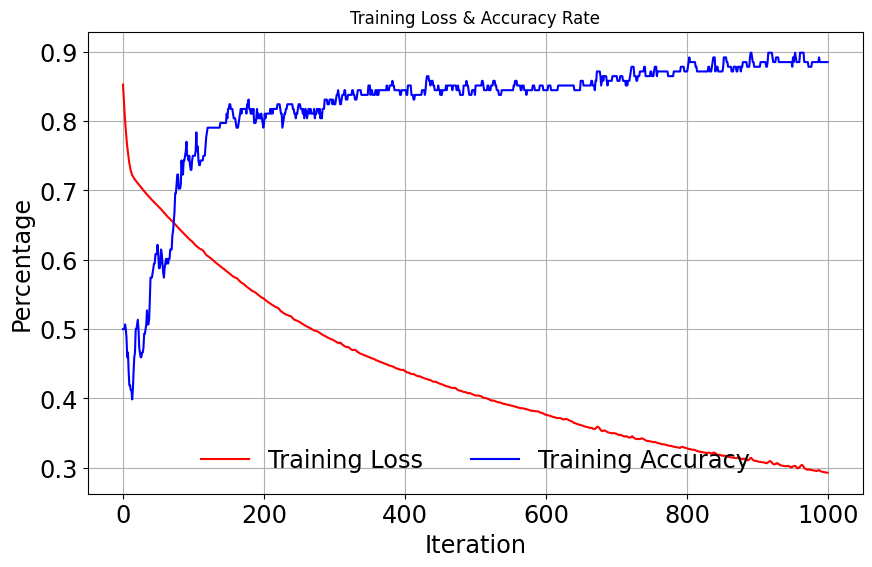 Training Loss & Accuracy Rate
Percentage
0.9
0.8
0.7
0.6
0.5
0.4
0.3
Training Loss Training Accuracy
0 200 400 600 800 1000
Iteration